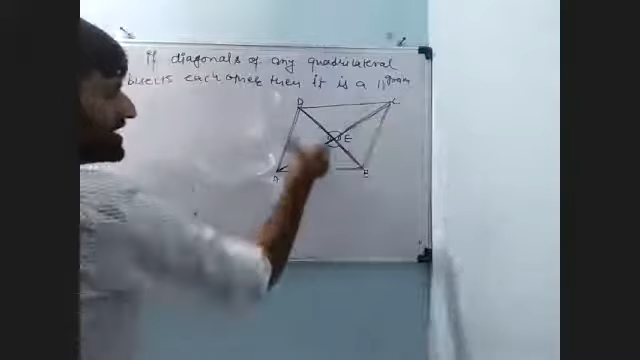 If diagonals of any quadrilateral
bisects each other then it is a ||gram
D C
E
A B